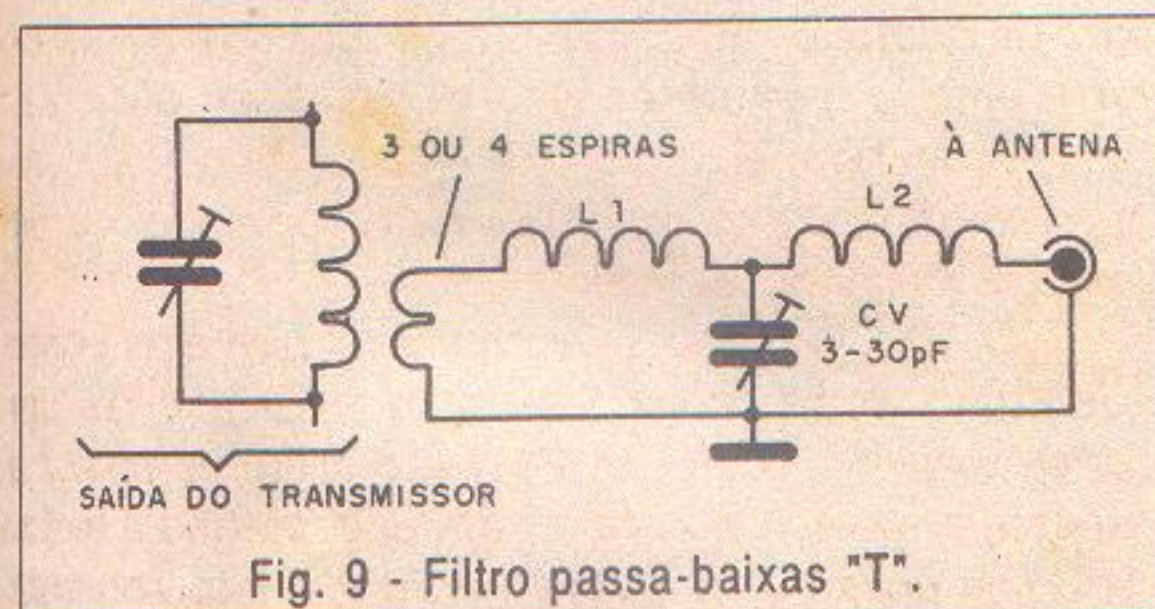 3 OU 4 ESPIRAS
À ANTENA
L1
L2
CV
3-30pF
SAÍDA DO TRANSMISSOR
Fig. 9 - Filtro passa-baixas "T".